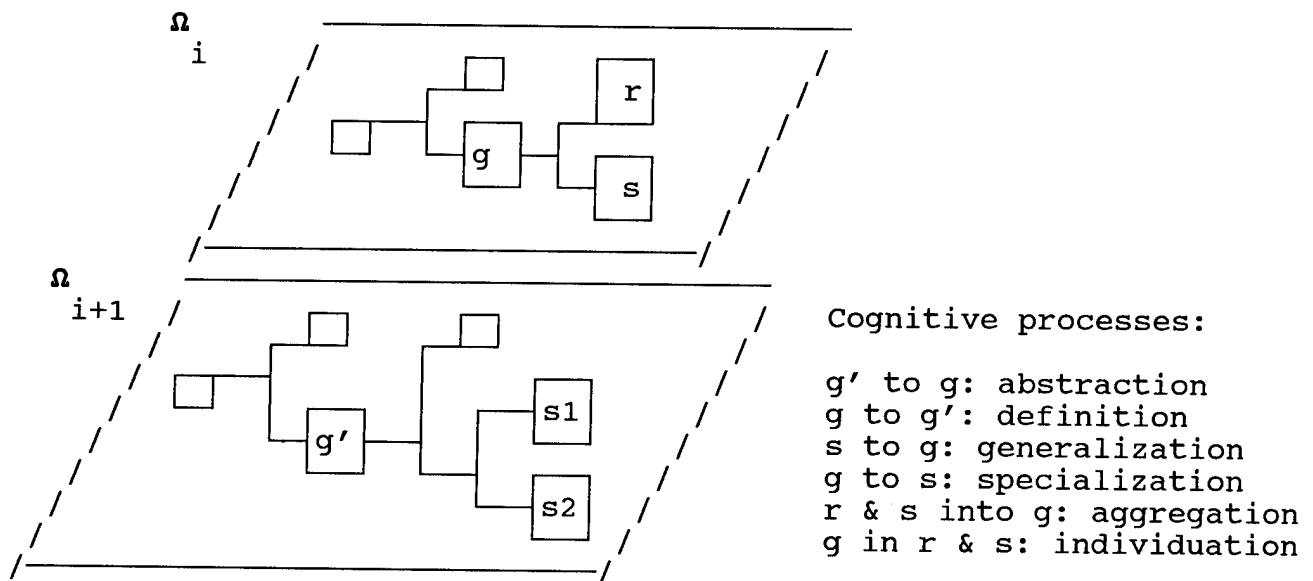 Ω
i
r
g
s
Ω
i+1
s1
g′
s2
Cognitive processes:
g′ to g: abstraction
g to g′: definition
s to g: generalization
g to s: specialization
r & s into g: aggregation
g in r & s: individuation